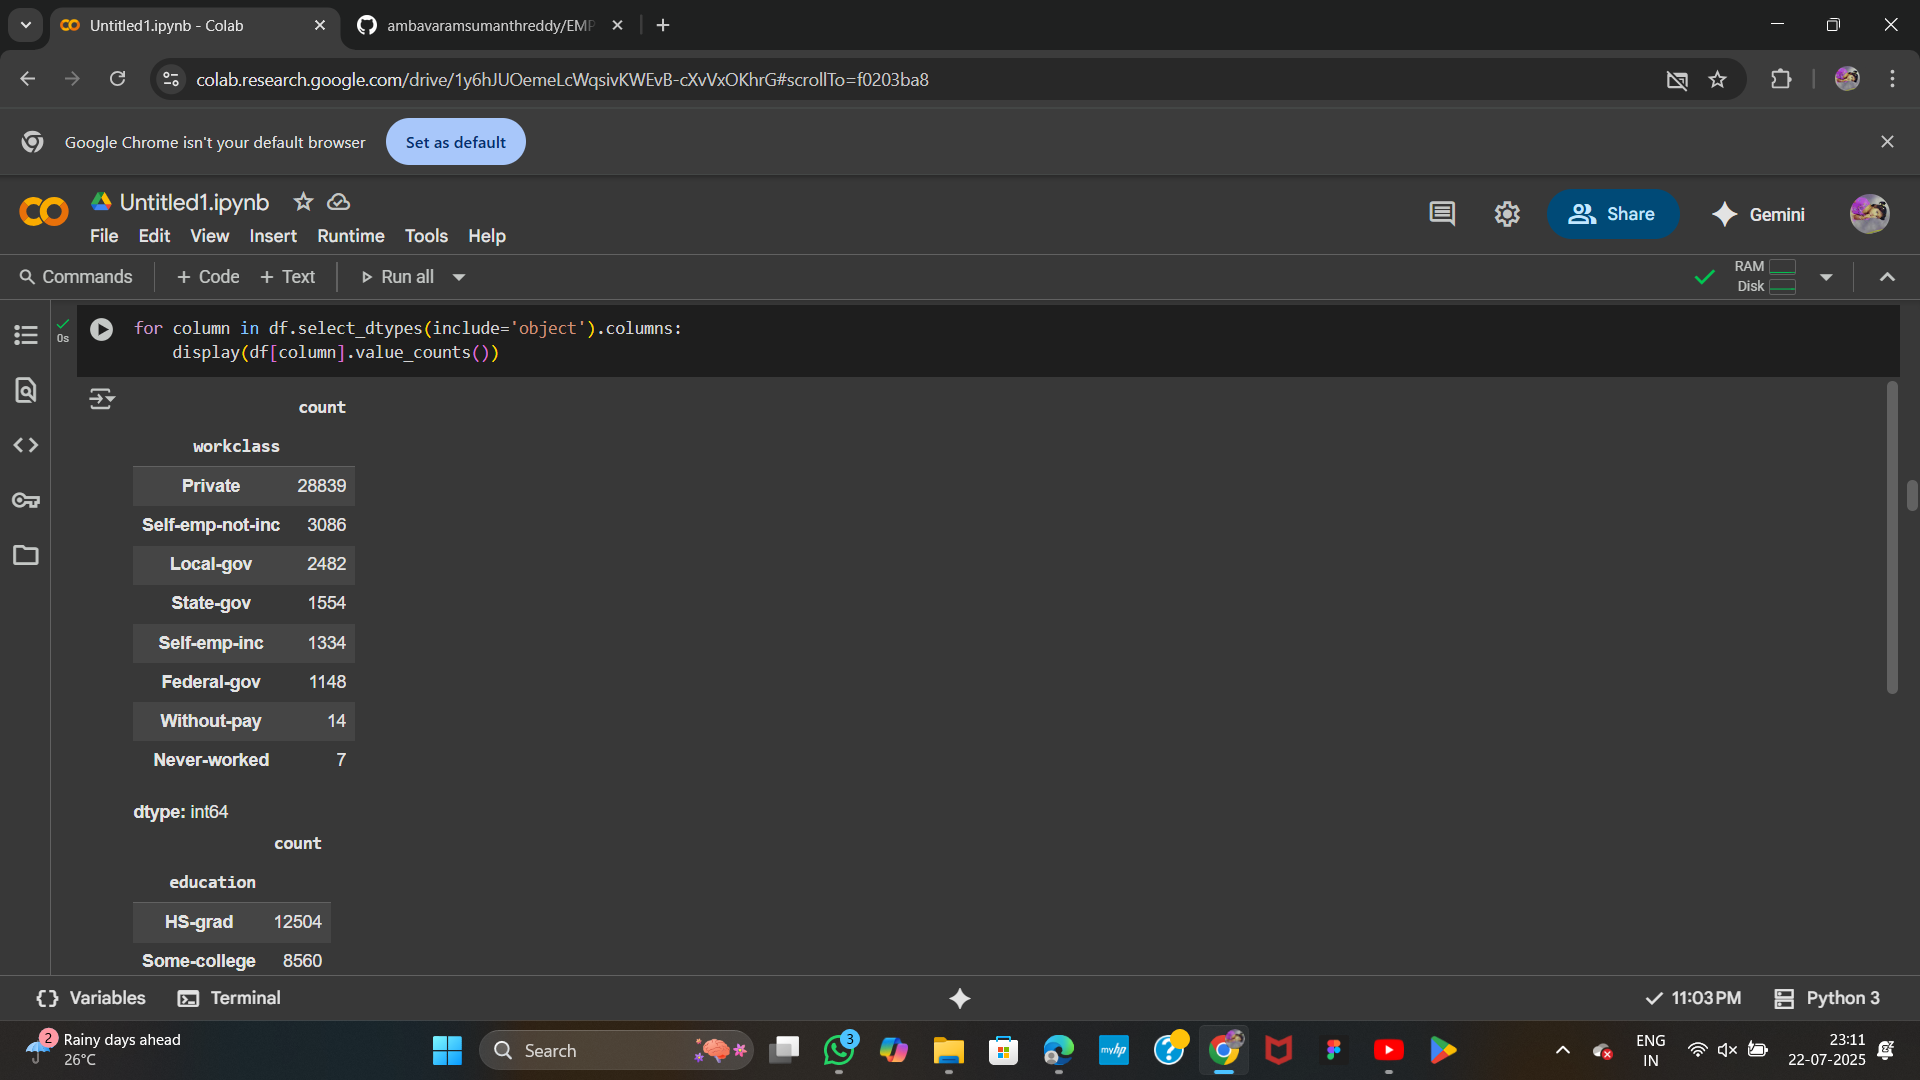 Untitled1.ipynb - Colab
ambavaramsumanthreddy/EMP
colab.research.google.com/drive/1y6hJUOemeLcWqsivKWEvB-cXvVxOKhrG#scrollTo=f0203ba8
Google Chrome isn't your default browser
Set as default
Untitled1.ipynb
Share
Gemini
File Edit View Insert Runtime Tools Help
Commands + Code + Text Run all
RAM
Disk
0s
for column in df.select_dtypes(include='object').columns:
display(df[column].value_counts())
count
workclass
Private 28839
Self-emp-not-inc 3086
Local-gov 2482
State-gov 1554
Self-emp-inc 1334
Federal-gov 1148
Without-pay 14
Never-worked 7
dtype: int64
count
education
HS-grad 12504
Some-college 8560
{} Variables Terminal
11:03 PM Python 3
2
Rainy days ahead
26°C
Search
3
myhp
ENG
IN
23:11
22-07-2025